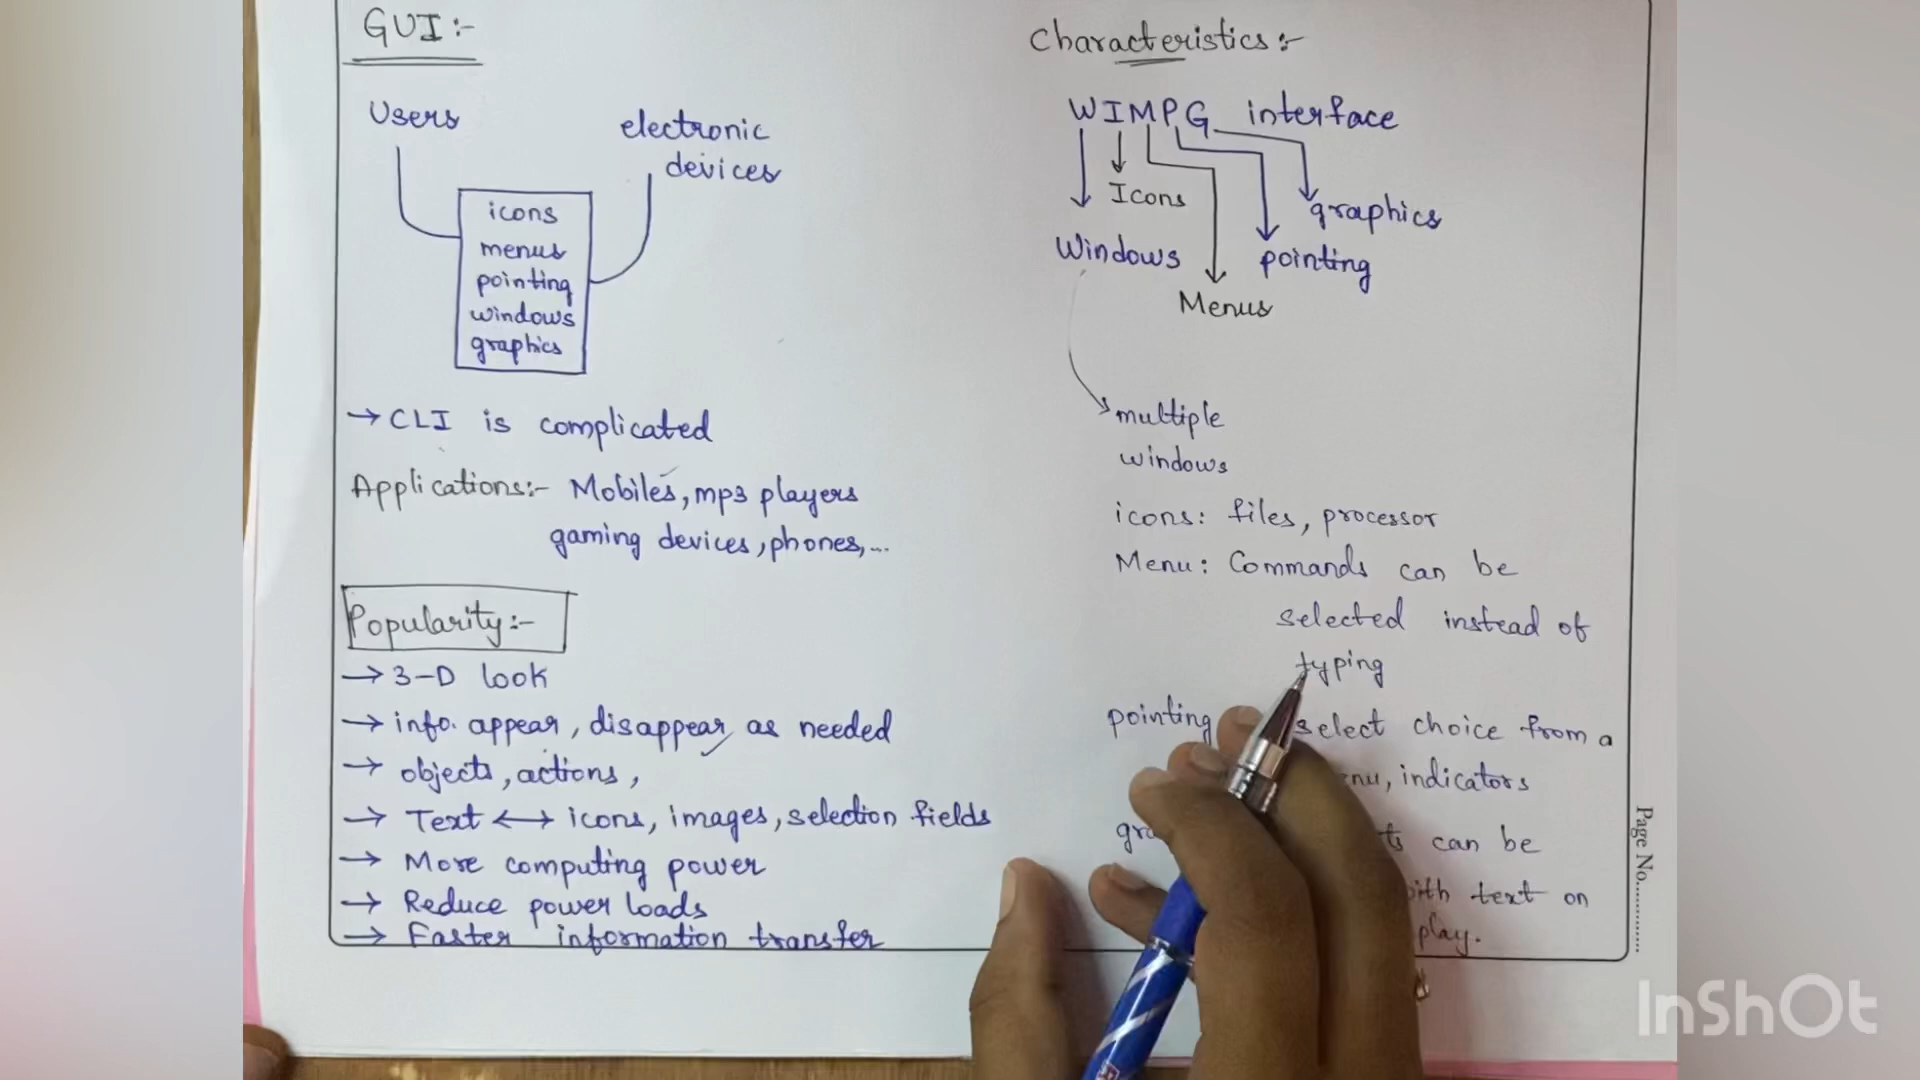 GUI:-
Users
electronic
devices
icons
menus
pointing
windows
graphics
→ CLI is complicated
Applications:- Mobiles, mp3 players
gaming devices, phones,...
Popularity:-
→ 3-D look
→ info. appear, disappear as needed
→ objects, actions,
→ Text ↔ icons, images, selection fields
→ More computing power
→ Reduce power loads
→ Faster information transfer
Characteristics:-
WIMPG interface
Icons
graphics
Windows
pointing
Menus
multiple
windows
icons: files, processor
Menu: Commands can be
selected instead of
typing
pointing select choice from a
indicators
can be
text on
Page No..............
InShOt